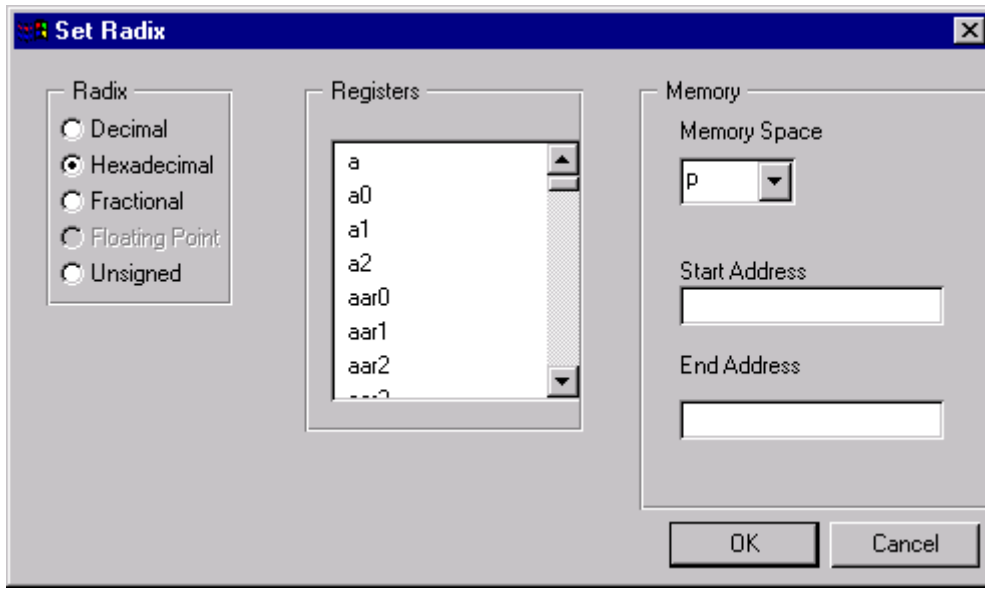 Set Radix
Radix
Decimal
Hexadecimal
Fractional
Floating Point
Unsigned
Registers
a
a0
a1
a2
aar0
aar1
aar2
Memory
Memory Space
p
Start Address
End Address
OK
Cancel